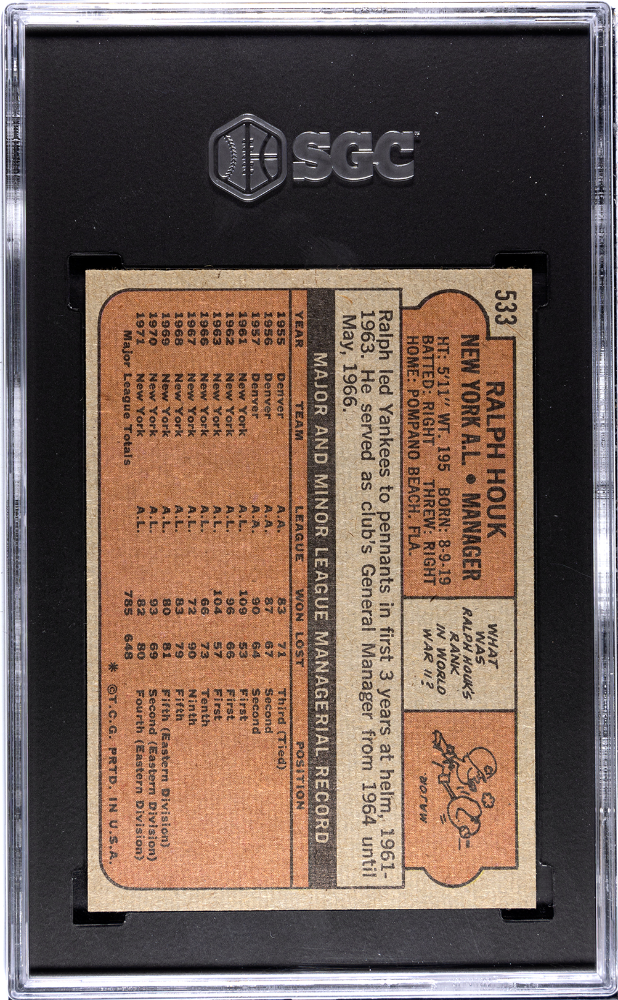 SGC
533
RALPH HOUK
NEW YORK A.L. • MANAGER
HT: 5'11" WT. 195 BORN: 8-9-19
BATTED: RIGHT THREW: RIGHT
HOME: POMPANO BEACH, FLA.
WHAT
WAS
RALPH HOUK'S
RANK
IN WORLD
WAR II?
MAJOR
Ralph led Yankees to pennants in first 3 years at helm, 1961-
1963. He served as club's General Manager from 1964 until
May, 1966.
MAJOR AND MINOR LEAGUE MANAGERIAL RECORD
YEAR TEAM LEAGUE WON LOST POSITION
1955 Denver A.A. 83 71 Third (Tied)
1956 Denver A.A. 87 67 Second
1957 Denver A.A. 90 64 Second
1961 New York A.L. 109 53 First
1962 New York A.L. 96 66 First
1963 New York A.L. 104 57 First
1966 New York A.L. 66 73 Tenth
1967 New York A.L. 72 90 Ninth
1968 New York A.L. 83 79 Fifth
1969 New York A.L. 80 81 Fifth (Eastern Division)
1970 New York A.L. 93 69 Second (Eastern Division)
1971 New York A.L. 82 80 Fourth (Eastern Division)
Major League Totals 785 648
* ©T.C.G. PRTD. IN U.S.A.